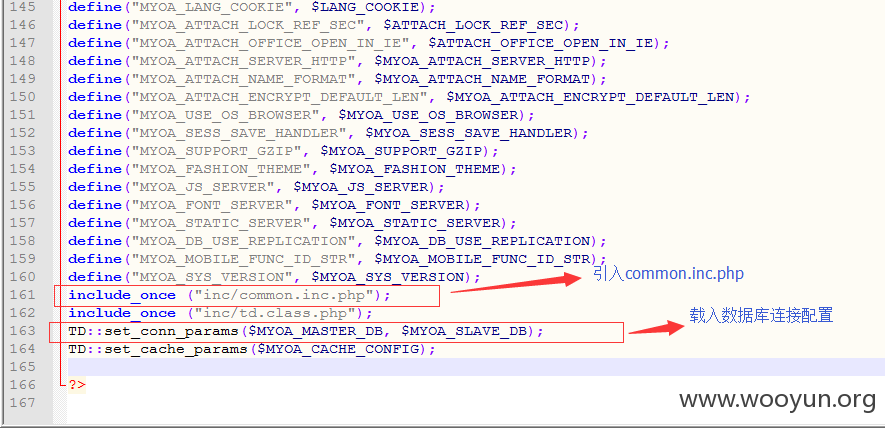 145 define("MYOA_LANG_COOKIE", $LANG_COOKIE);
146 define("MYOA_ATTACH_LOCK_REF_SEC", $ATTACH_LOCK_REF_SEC);
147 define("MYOA_ATTACH_OFFICE_OPEN_IN_IE", $ATTACH_OFFICE_OPEN_IN_IE);
148 define("MYOA_ATTACH_SERVER_HTTP", $MYOA_ATTACH_SERVER_HTTP);
149 define("MYOA_ATTACH_NAME_FORMAT", $MYOA_ATTACH_NAME_FORMAT);
150 define("MYOA_ATTACH_ENCRYPT_DEFAULT_LEN", $MYOA_ATTACH_ENCRYPT_DEFAULT_LEN);
151 define("MYOA_USE_OS_BROWSER", $MYOA_USE_OS_BROWSER);
152 define("MYOA_SESS_SAVE_HANDLER", $MYOA_SESS_SAVE_HANDLER);
153 define("MYOA_SUPPORT_GZIP", $MYOA_SUPPORT_GZIP);
154 define("MYOA_FASHION_THEME", $MYOA_FASHION_THEME);
155 define("MYOA_JS_SERVER", $MYOA_JS_SERVER);
156 define("MYOA_FONT_SERVER", $MYOA_FONT_SERVER);
157 define("MYOA_STATIC_SERVER", $MYOA_STATIC_SERVER);
158 define("MYOA_DB_USE_REPLICATION", $MYOA_DB_USE_REPLICATION);
159 define("MYOA_MOBILE_FUNC_ID_STR", $MYOA_MOBILE_FUNC_ID_STR);
160 define("MYOA_SYS_VERSION", $MYOA_SYS_VERSION);
引入common.inc.php
161 include_once ("inc/common.inc.php");
162 include_once ("inc/td.class.php");
载入数据库连接配置
163 TD::set_conn_params($MYOA_MASTER_DB, $MYOA_SLAVE_DB);
164 TD::set_cache_params($MYOA_CACHE_CONFIG);
165
166 ?>
167
www.wooyun.org